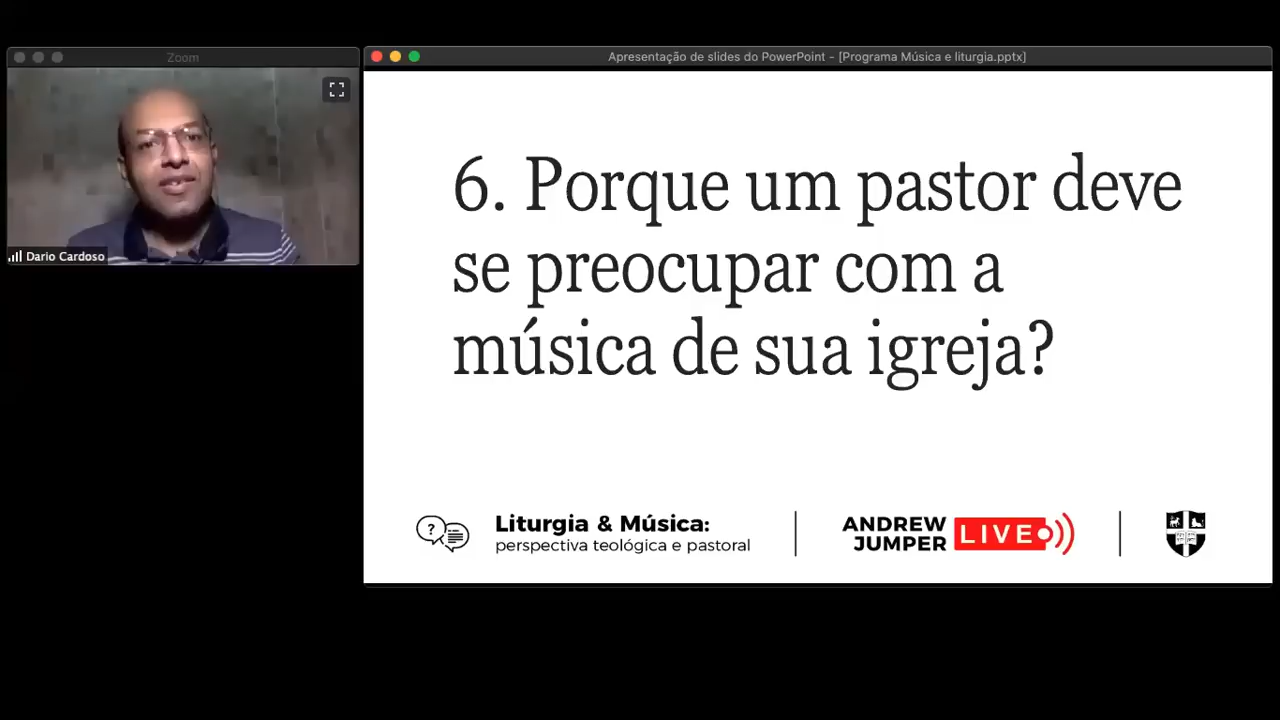 Zoom
Apresentação de slides do PowerPoint - [Programa Música e liturgia.pptx]
Dario Cardoso
6. Porque um pastor deve
se preocupar com a
música de sua igreja?
?
Liturgia & Música:
perspectiva teológica e pastoral
ANDREW
JUMPER
LIVE